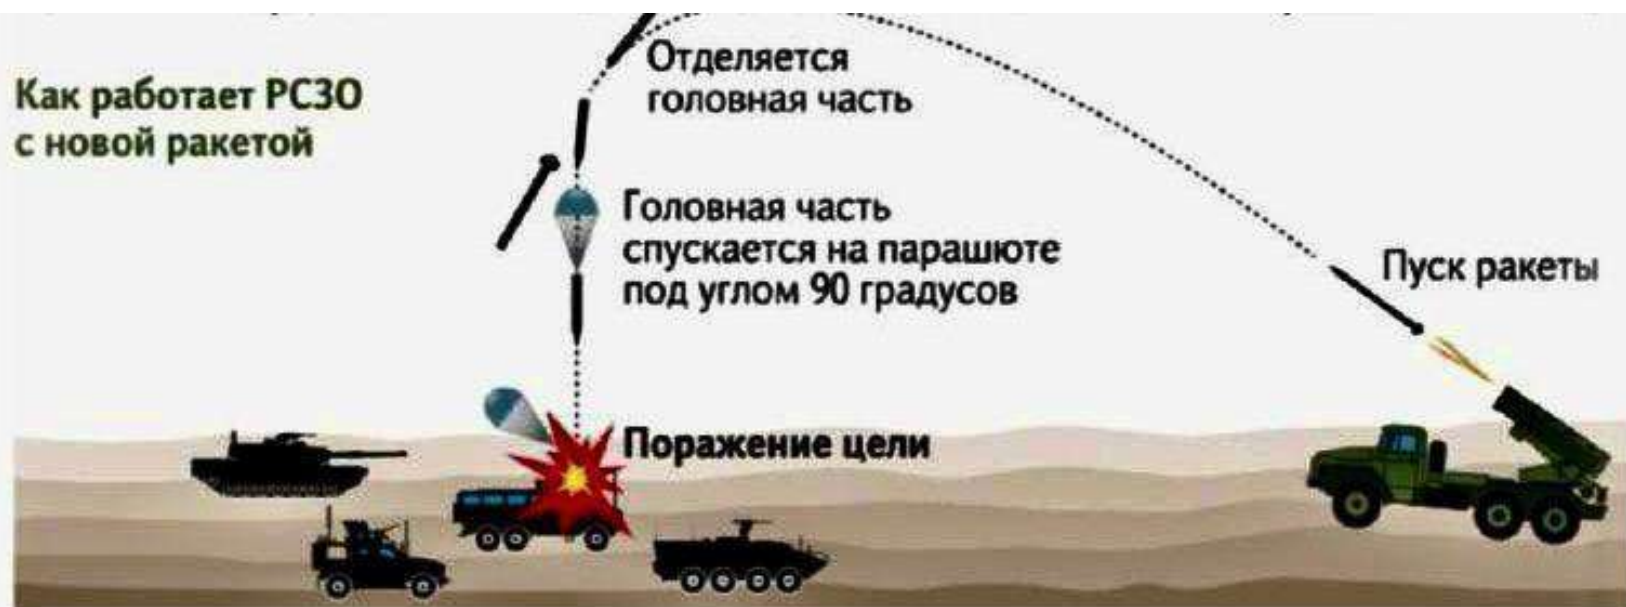 Как работает РСЗО
с новой ракетой
Отделяется
головная часть
Головная часть
спускается на парашюте
под углом 90 градусов
Пуск ракеты
Поражение цели